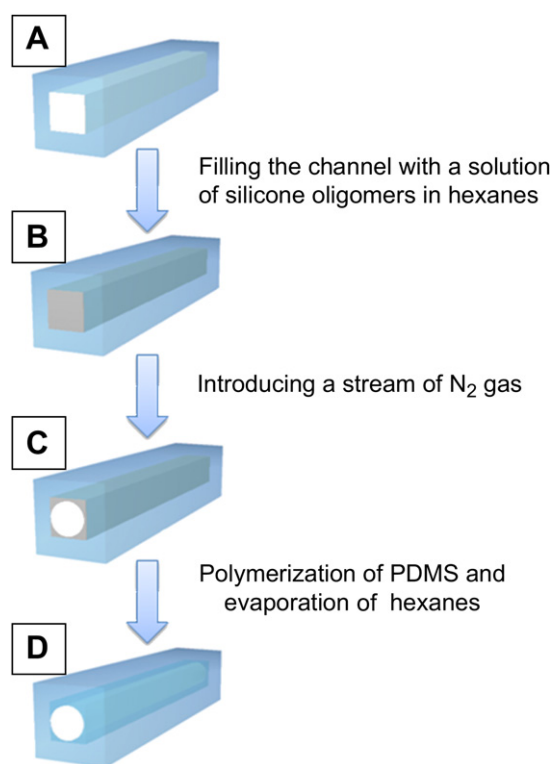 A
Filling the channel with a solution
of silicone oligomers in hexanes
B
Introducing a stream of N₂ gas
C
Polymerization of PDMS and
evaporation of hexanes
D